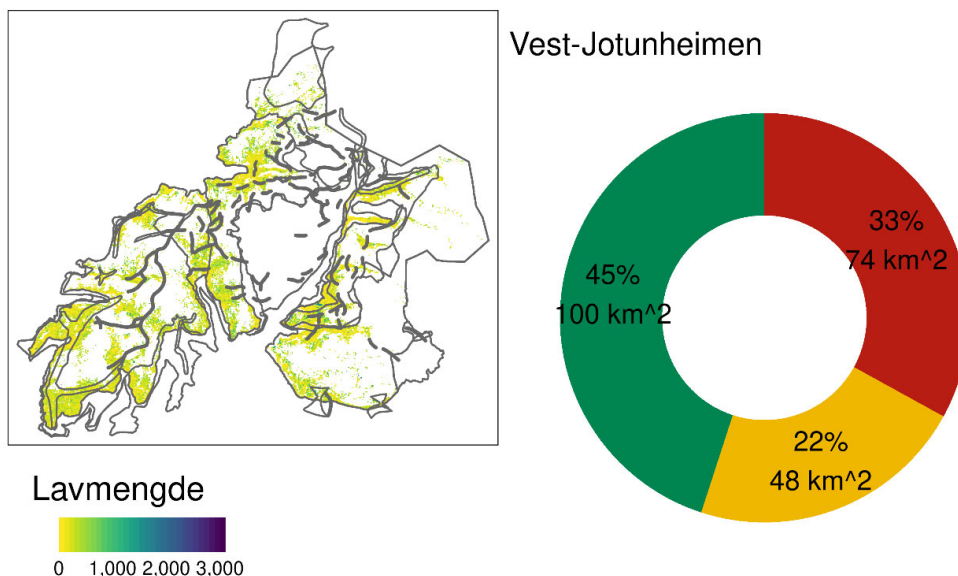 Vest-Jotunheimen
33%
74 km^2
45%
100 km^2
22%
48 km^2
Lavmengde
0 1,000 2,000 3,000